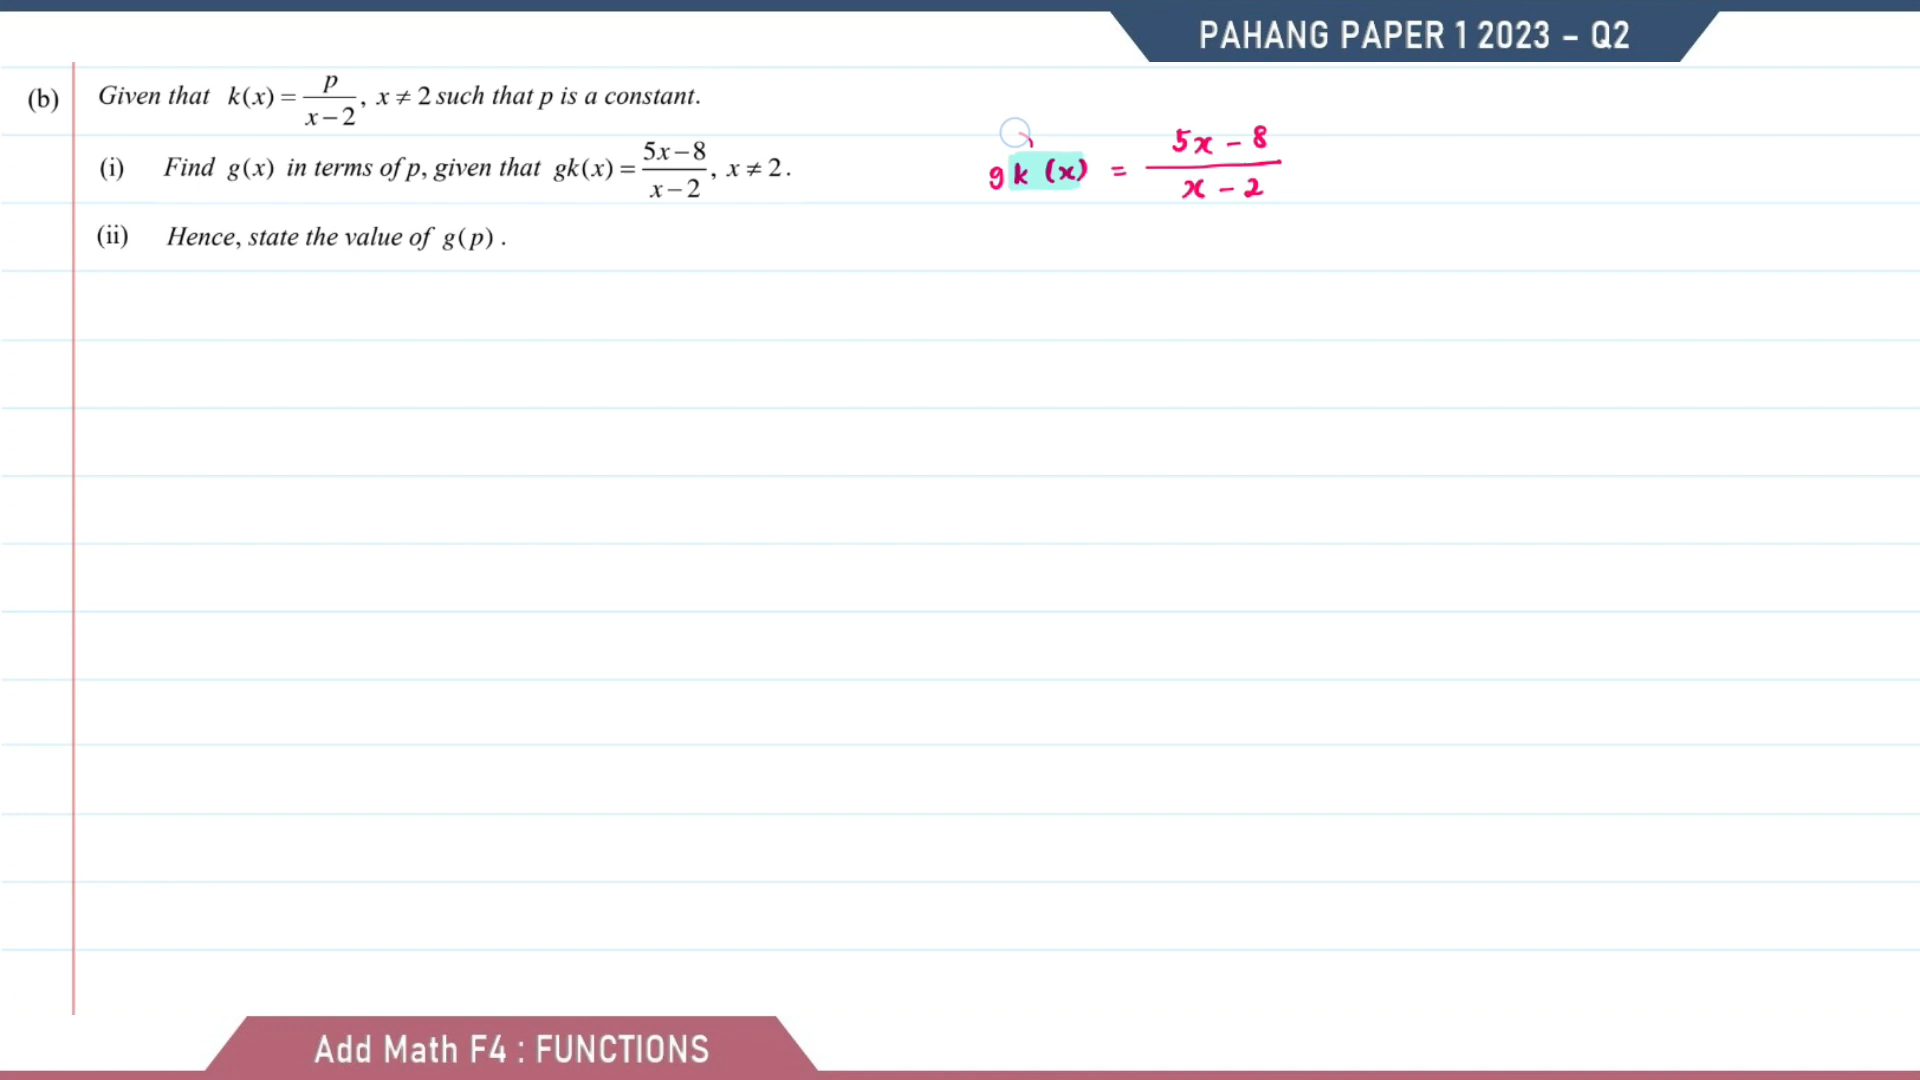 PAHANG PAPER 1 2023 – Q2
(b) Given that k(x) = p/(x−2), x ≠ 2 such that p is a constant.
(i) Find g(x) in terms of p, given that gk(x) = (5x−8)/(x−2), x ≠ 2.
gk (x) = (5x − 8)/(x − 2)
(ii) Hence, state the value of g(p).
Add Math F4 : FUNCTIONS